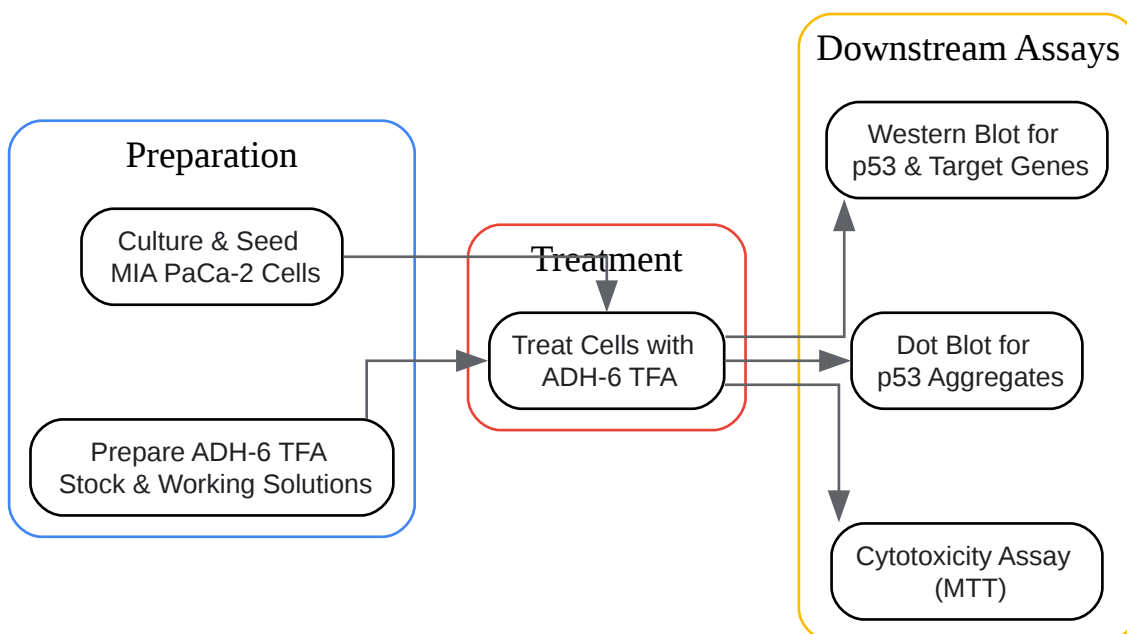 Preparation
Culture & Seed
MIA PaCa-2 Cells
Prepare ADH-6 TFA
Stock & Working Solutions
Treatment
Treat Cells with
ADH-6 TFA
Downstream Assays
Western Blot for
p53 & Target Genes
Dot Blot for
p53 Aggregates
Cytotoxicity Assay
(MTT)